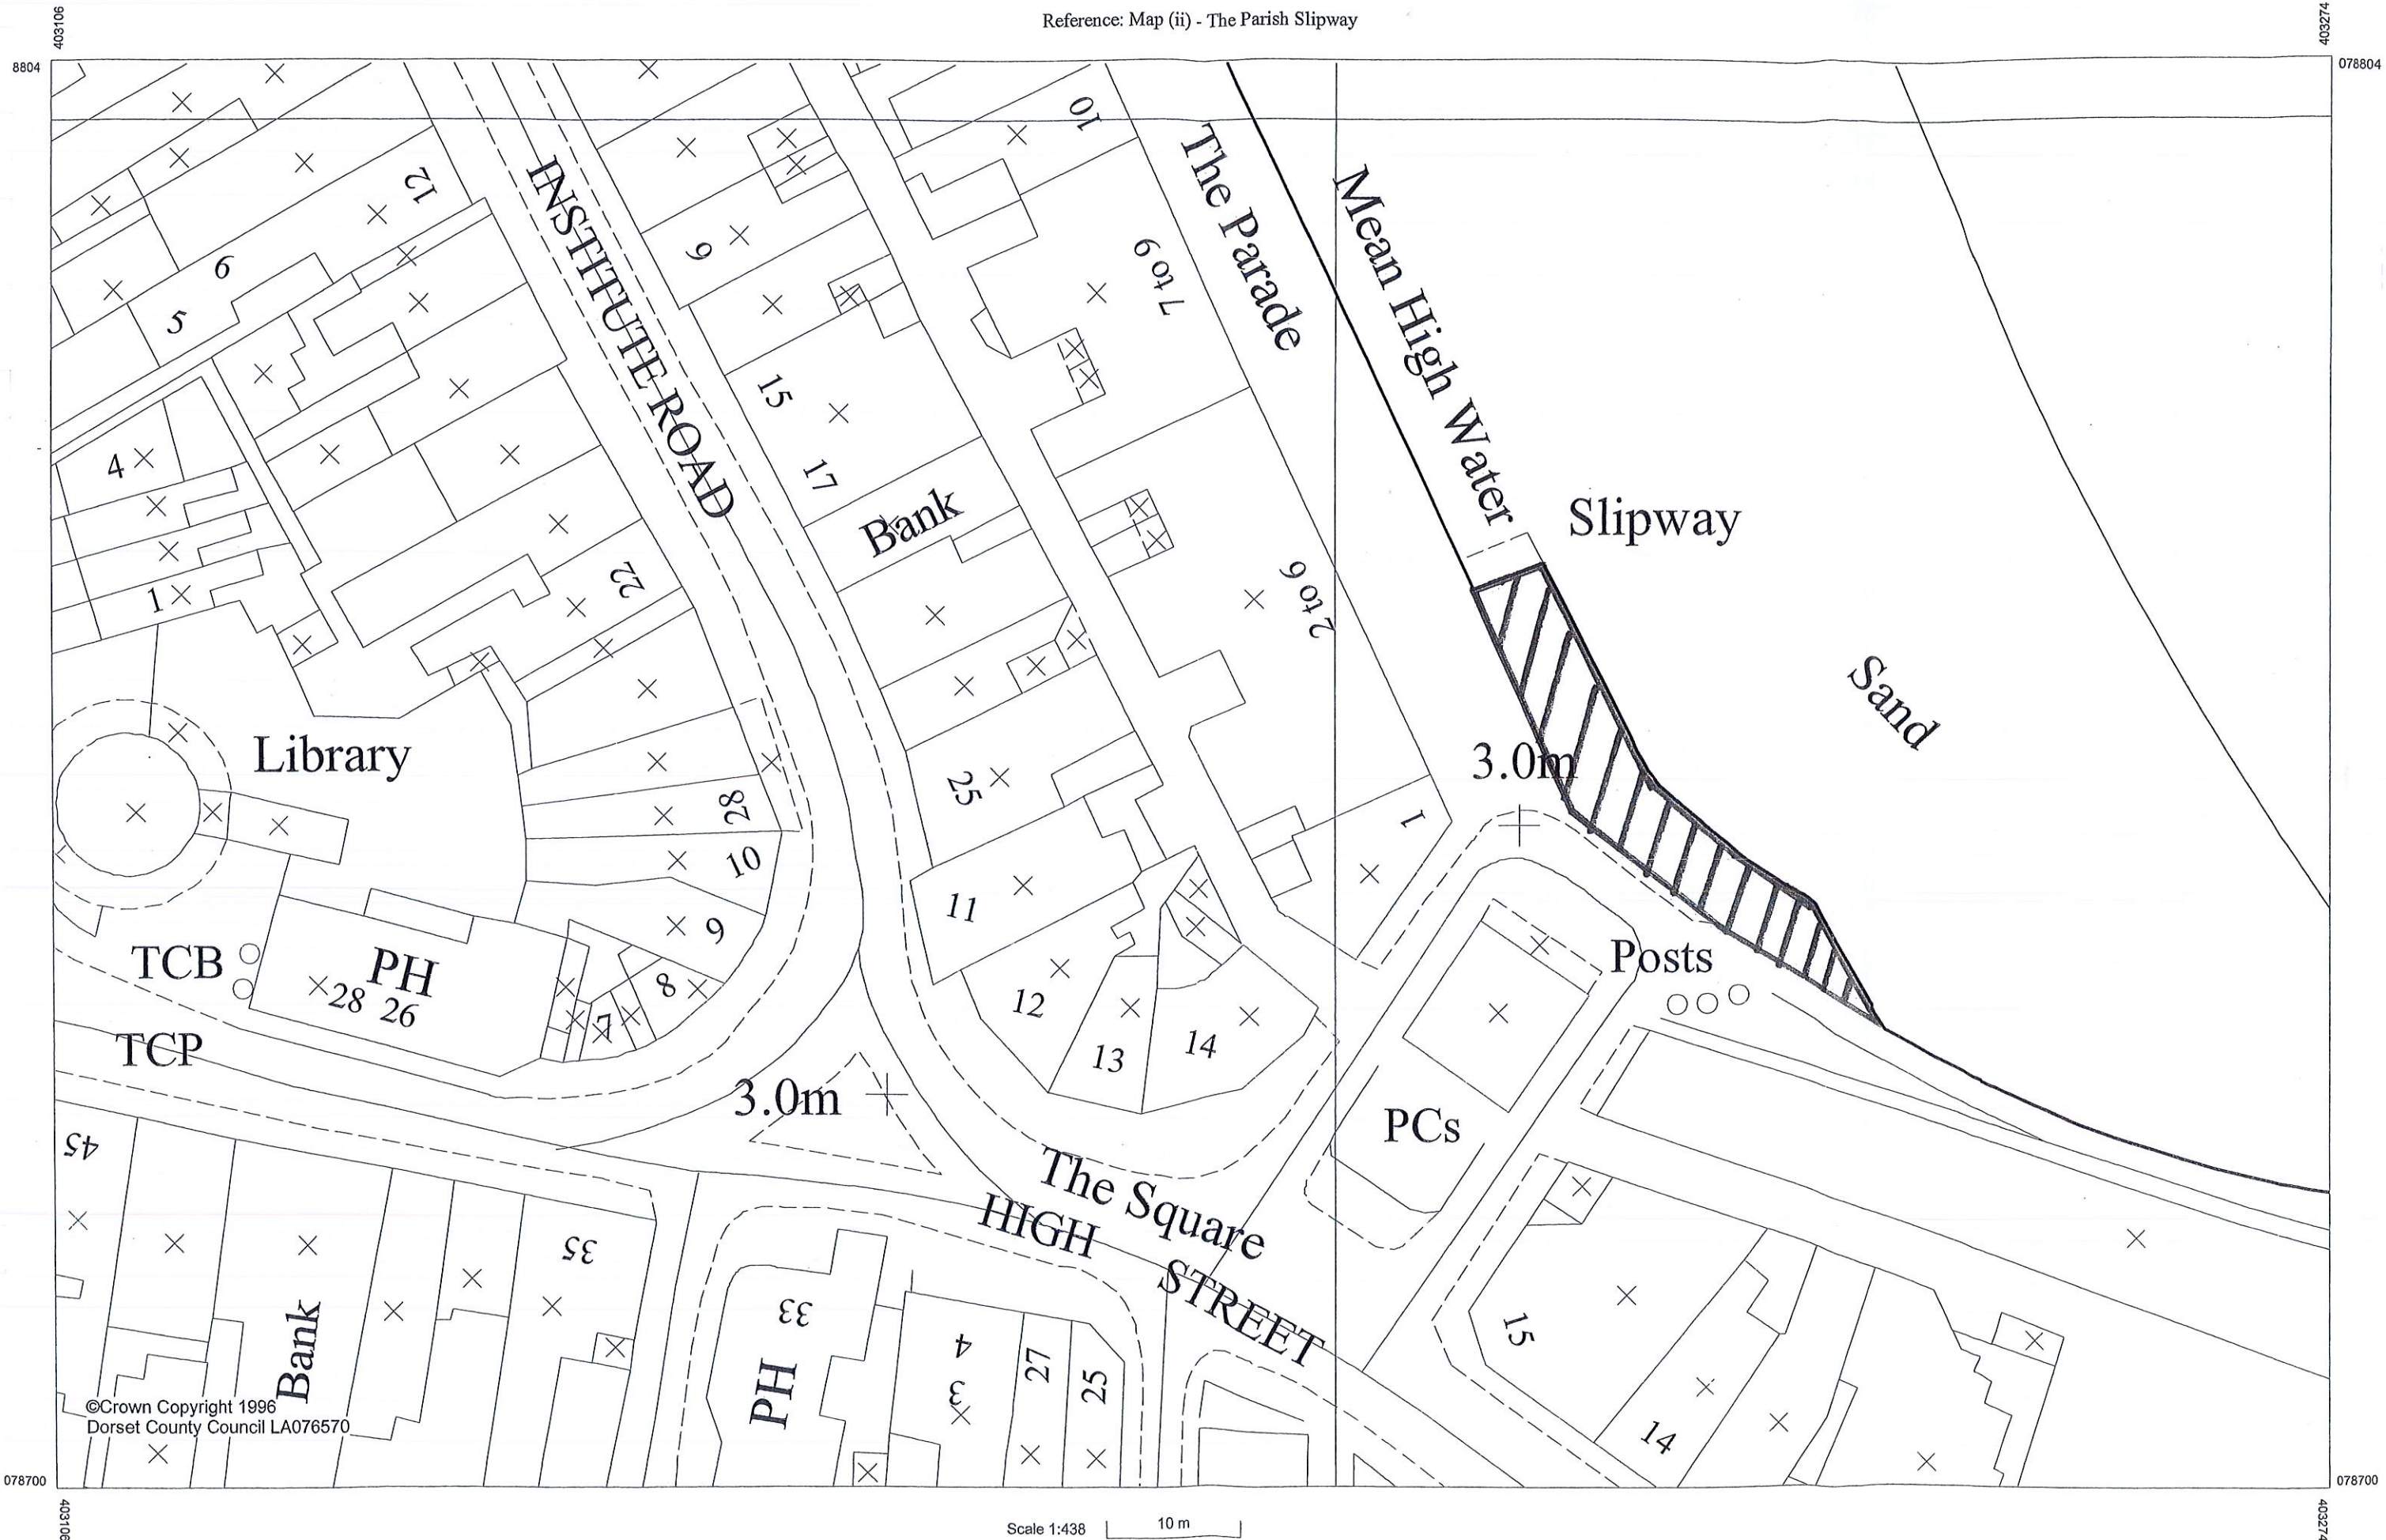 403106
Reference: Map (ii) - The Parish Slipway
403274
8804
078804
10
12
INSTITUTE ROAD
The Parade
Mean High Water
6
9
7 to 9
5
15
4
17
Bank
Slipway
22
1
2 to 6
Sand
Library
3.0m
25
28
1
10
11
9
TCB
PH
28 26
8
7
12
Posts
TCP
13
14
3.0m
PCs
45
The Square
HIGH STREET
35
33
15
Bank
PH
4
3
27
25
14
©Crown Copyright 1996
Dorset County Council LA076570
078700
078700
403106
Scale 1:438
10 m
403274